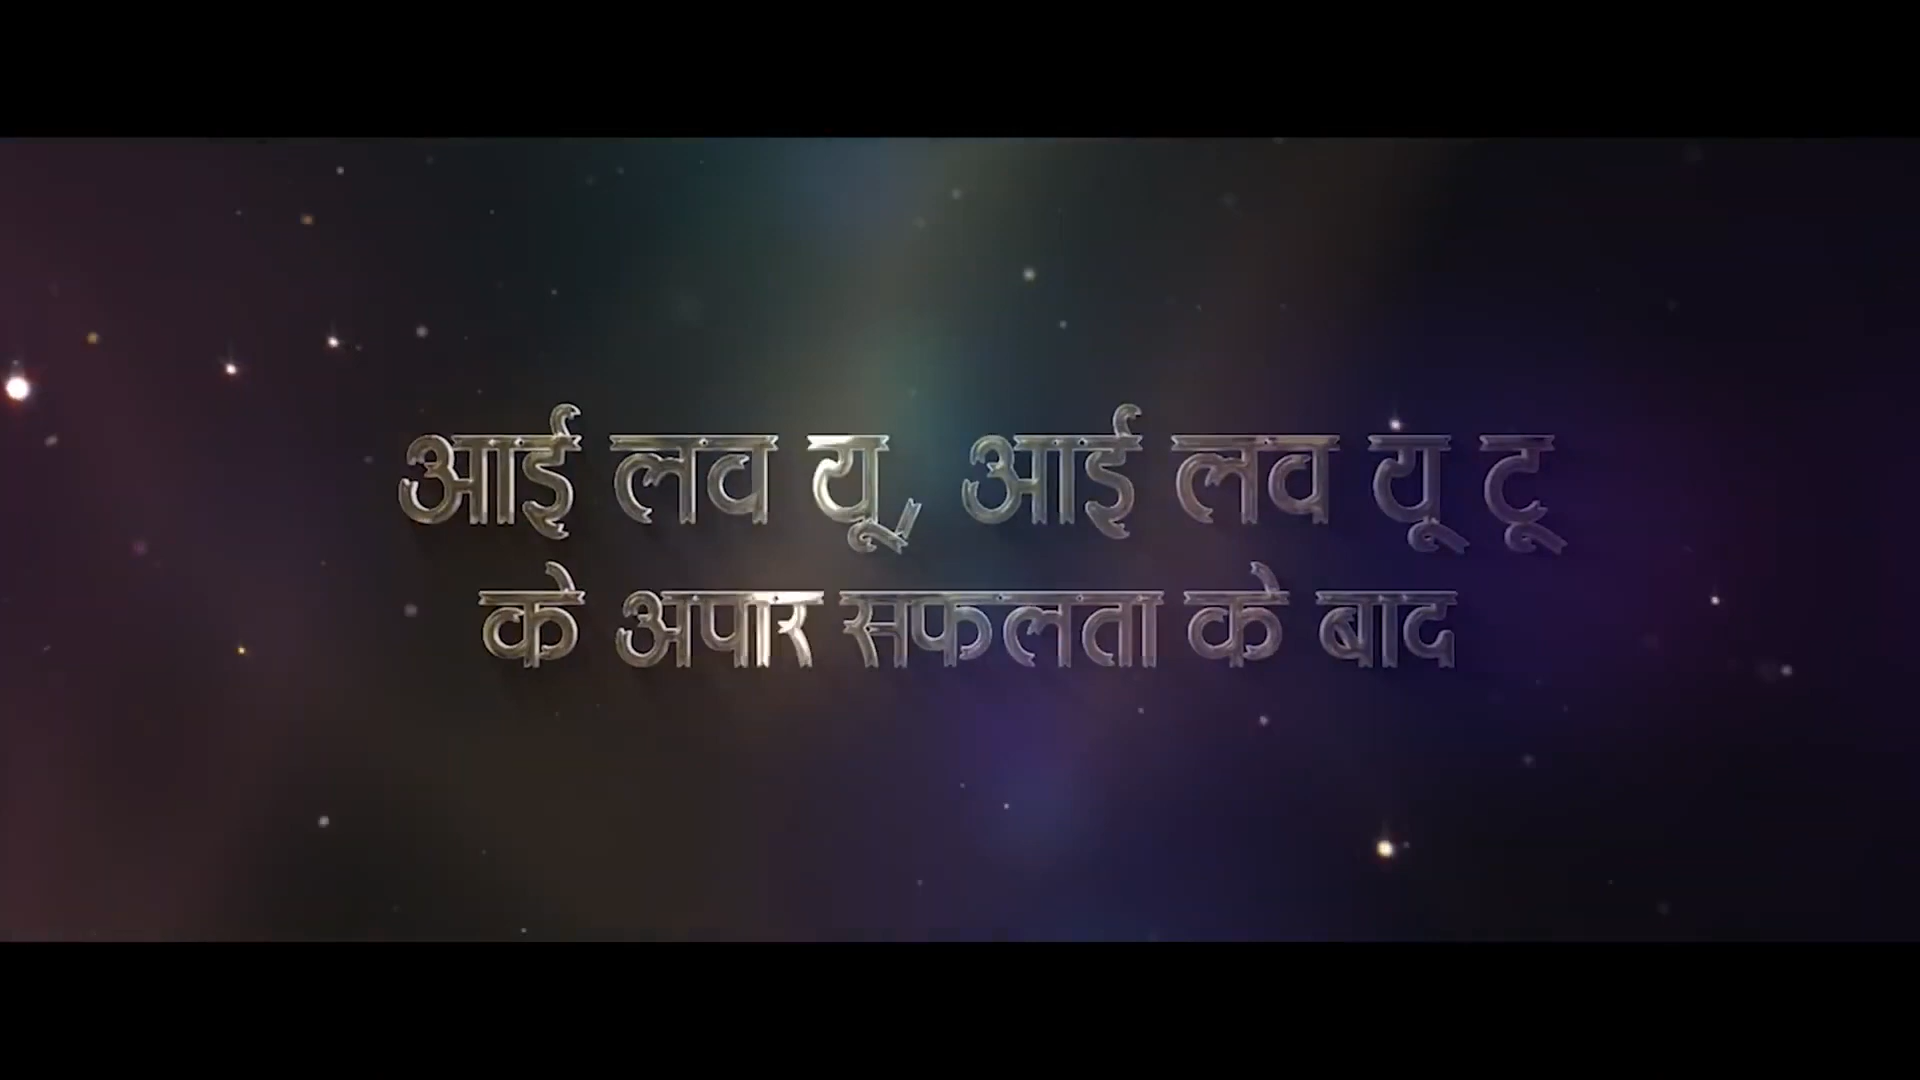 आई लव यू, आई लव यू टू
के अपार सफलता के बाद